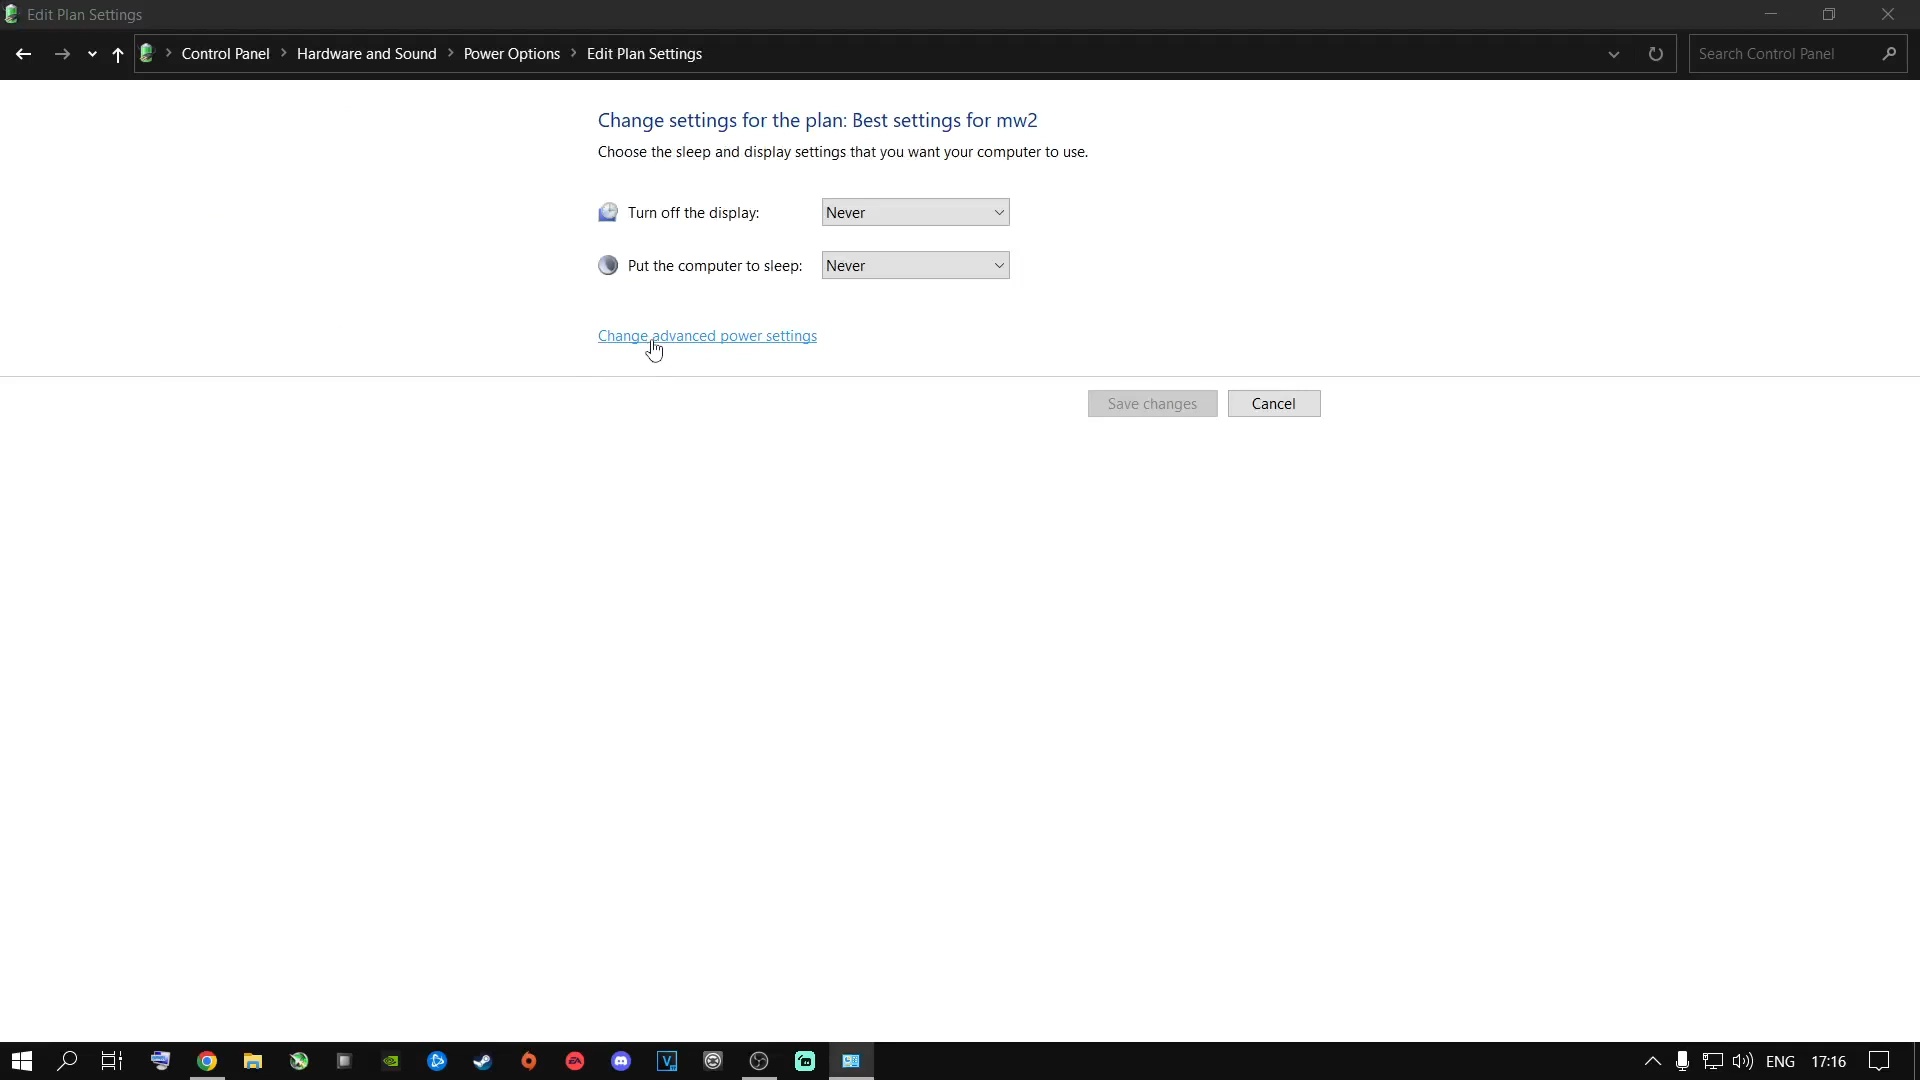 Edit Plan Settings
Control Panel
Hardware and Sound
Power Options
Edit Plan Settings
Search Control Panel
Change settings for the plan: Best settings for mw2
Choose the sleep and display settings that you want your computer to use.
Turn off the display:
Never
Put the computer to sleep:
Never
Change advanced power settings
Save changes
Cancel
ENG
17:16